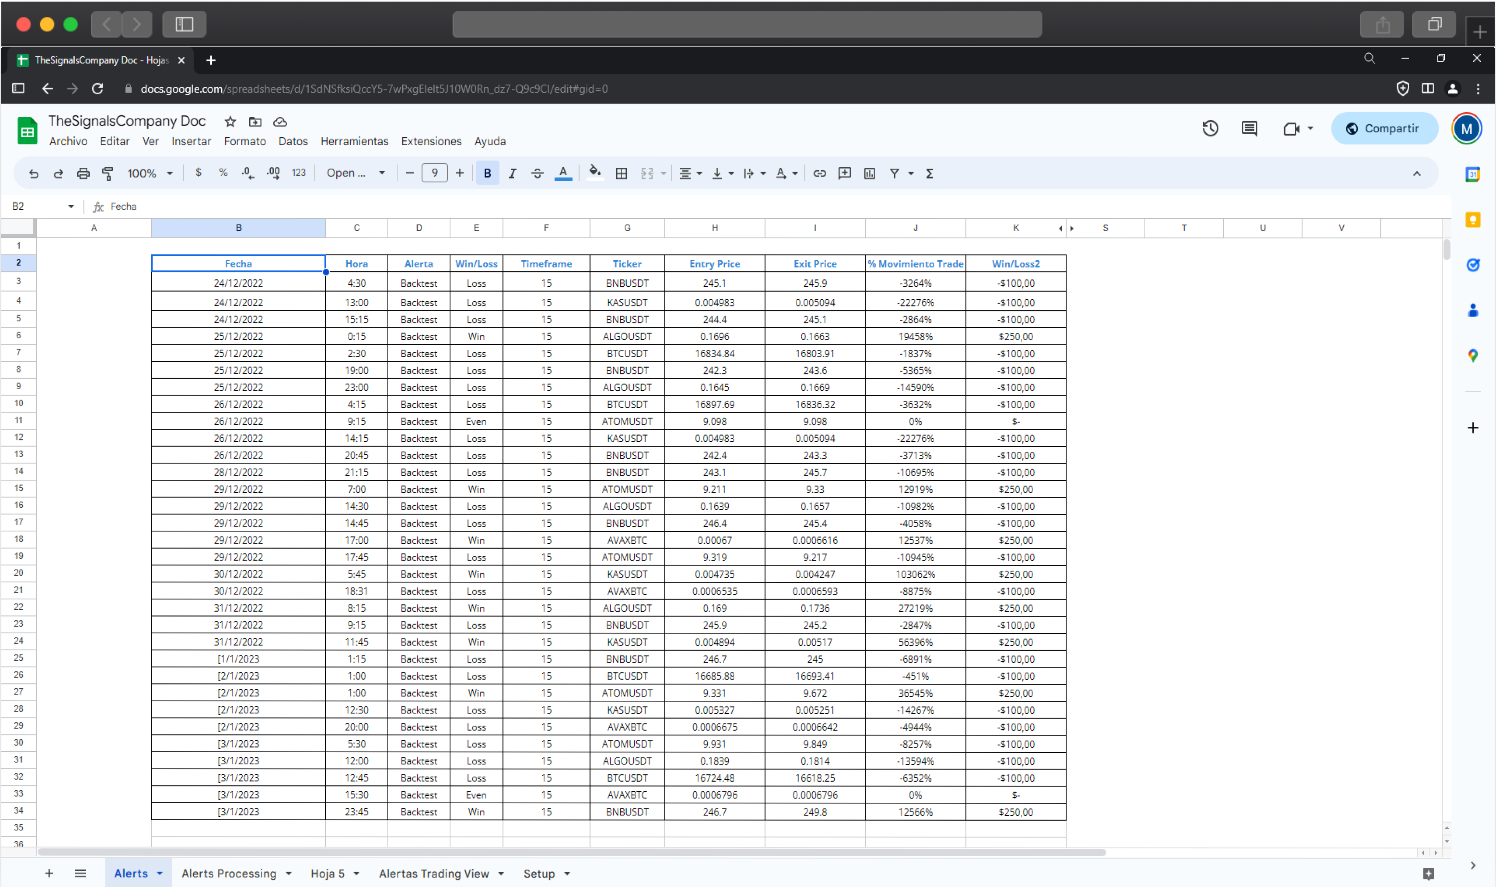 TheSignalsCompany Doc - Hojas
docs.google.com/spreadsheets/d/1SdNSfksiQccY5-7wPxgElelt5J10W0Rn_dz7-Q9c9CI/edit#gid=0
TheSignalsCompany Doc
Compartir
M
Archivo Editar Ver Insertar Formato Datos Herramientas Extensiones Ayuda
100% $ % .0 .00 123 Open ... − 9 + B I A Σ
31
B2 fx Fecha
A B C D E F G H I J K S T U V
1
2 Fecha Hora Alerta Win/Loss Timeframe Ticker Entry Price Exit Price % Movimiento Trade Win/Loss2
3 24/12/2022 4:30 Backtest Loss 15 BNBUSDT 245.1 245.9 -3264% -$100,00
4 24/12/2022 13:00 Backtest Loss 15 KASUSDT 0.004983 0.005094 -22276% -$100,00
5 24/12/2022 15:15 Backtest Loss 15 BNBUSDT 244.4 245.1 -2864% -$100,00
6 25/12/2022 0:15 Backtest Win 15 ALGOUSDT 0.1696 0.1663 19458% $250,00
7 25/12/2022 2:30 Backtest Loss 15 BTCUSDT 16834.84 16803.91 -1837% -$100,00
8 25/12/2022 19:00 Backtest Loss 15 BNBUSDT 242.3 243.6 -5365% -$100,00
9 25/12/2022 23:00 Backtest Loss 15 ALGOUSDT 0.1645 0.1669 -14590% -$100,00
10 26/12/2022 4:15 Backtest Loss 15 BTCUSDT 16897.69 16836.32 -3632% -$100,00
11 26/12/2022 9:15 Backtest Even 15 ATOMUSDT 9.098 9.098 0% $-
12 26/12/2022 14:15 Backtest Loss 15 KASUSDT 0.004983 0.005094 -22276% -$100,00
13 26/12/2022 20:45 Backtest Loss 15 BNBUSDT 242.4 243.3 -3713% -$100,00
14 28/12/2022 21:15 Backtest Loss 15 BNBUSDT 243.1 245.7 -10695% -$100,00
15 29/12/2022 7:00 Backtest Win 15 ATOMUSDT 9.211 9.33 12919% $250,00
16 29/12/2022 14:30 Backtest Loss 15 ALGOUSDT 0.1639 0.1657 -10982% -$100,00
17 29/12/2022 14:45 Backtest Loss 15 BNBUSDT 246.4 245.4 -4058% -$100,00
18 29/12/2022 17:00 Backtest Win 15 AVAXBTC 0.00067 0.0006616 12537% $250,00
19 29/12/2022 17:45 Backtest Loss 15 ATOMUSDT 9.319 9.217 -10945% -$100,00
20 30/12/2022 5:45 Backtest Win 15 KASUSDT 0.004735 0.004247 103062% $250,00
21 30/12/2022 18:31 Backtest Loss 15 AVAXBTC 0.0006535 0.0006593 -8875% -$100,00
22 31/12/2022 8:15 Backtest Win 15 ALGOUSDT 0.169 0.1736 27219% $250,00
23 31/12/2022 9:15 Backtest Loss 15 BNBUSDT 245.9 245.2 -2847% -$100,00
24 31/12/2022 11:45 Backtest Win 15 KASUSDT 0.004894 0.00517 56396% $250,00
25 [1/1/2023 1:15 Backtest Loss 15 BNBUSDT 246.7 245 -6891% -$100,00
26 [2/1/2023 1:00 Backtest Loss 15 BTCUSDT 16685.88 16693.41 -451% -$100,00
27 [2/1/2023 1:00 Backtest Win 15 ATOMUSDT 9.331 9.672 36545% $250,00
28 [2/1/2023 12:30 Backtest Loss 15 KASUSDT 0.005327 0.005251 -14267% -$100,00
29 [2/1/2023 20:00 Backtest Loss 15 AVAXBTC 0.0006675 0.0006642 -4944% -$100,00
30 [3/1/2023 5:30 Backtest Loss 15 ATOMUSDT 9.931 9.849 -8257% -$100,00
31 [3/1/2023 12:00 Backtest Loss 15 ALGOUSDT 0.1839 0.1814 -13594% -$100,00
32 [3/1/2023 12:45 Backtest Loss 15 BTCUSDT 16724.48 16618.25 -6352% -$100,00
33 [3/1/2023 15:30 Backtest Even 15 AVAXBTC 0.0006796 0.0006796 0% $-
34 [3/1/2023 23:45 Backtest Win 15 BNBUSDT 246.7 249.8 12566% $250,00
35
36
Alerts Alerts Processing Hoja 5 Alertas Trading View Setup